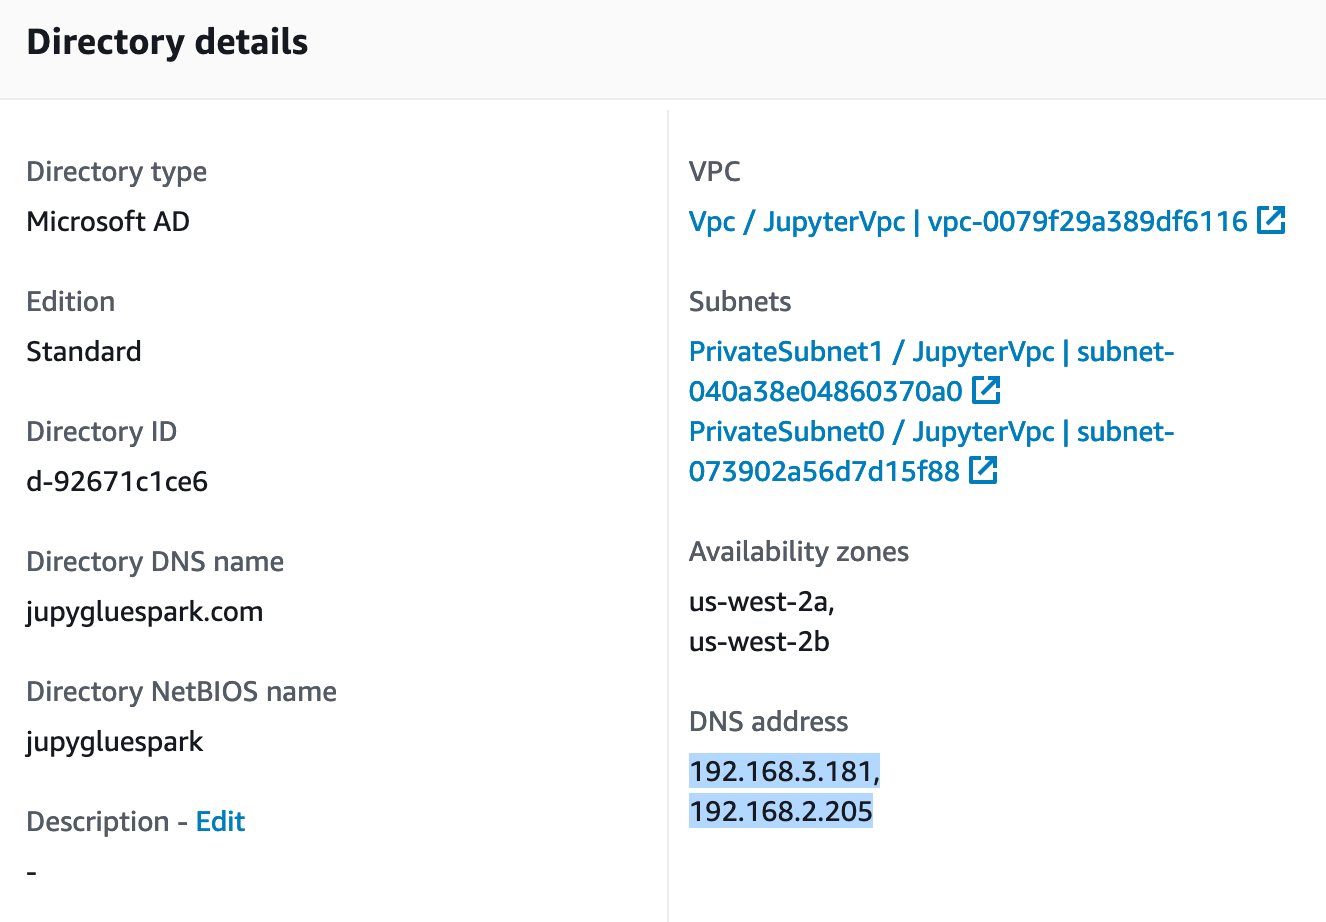 Directory details
Directory type
Microsoft AD
Edition
Standard
Directory ID
d-92671c1ce6
Directory DNS name
jupygluespark.com
Directory NetBIOS name
jupygluespark
Description - Edit
-
VPC
Vpc / JupyterVpc | vpc-0079f29a389df6116
Subnets
PrivateSubnet1 / JupyterVpc | subnet-
040a38e04860370a0
PrivateSubnet0 / JupyterVpc | subnet-
073902a56d7d15f88
Availability zones
us-west-2a,
us-west-2b
DNS address
192.168.3.181,
192.168.2.205